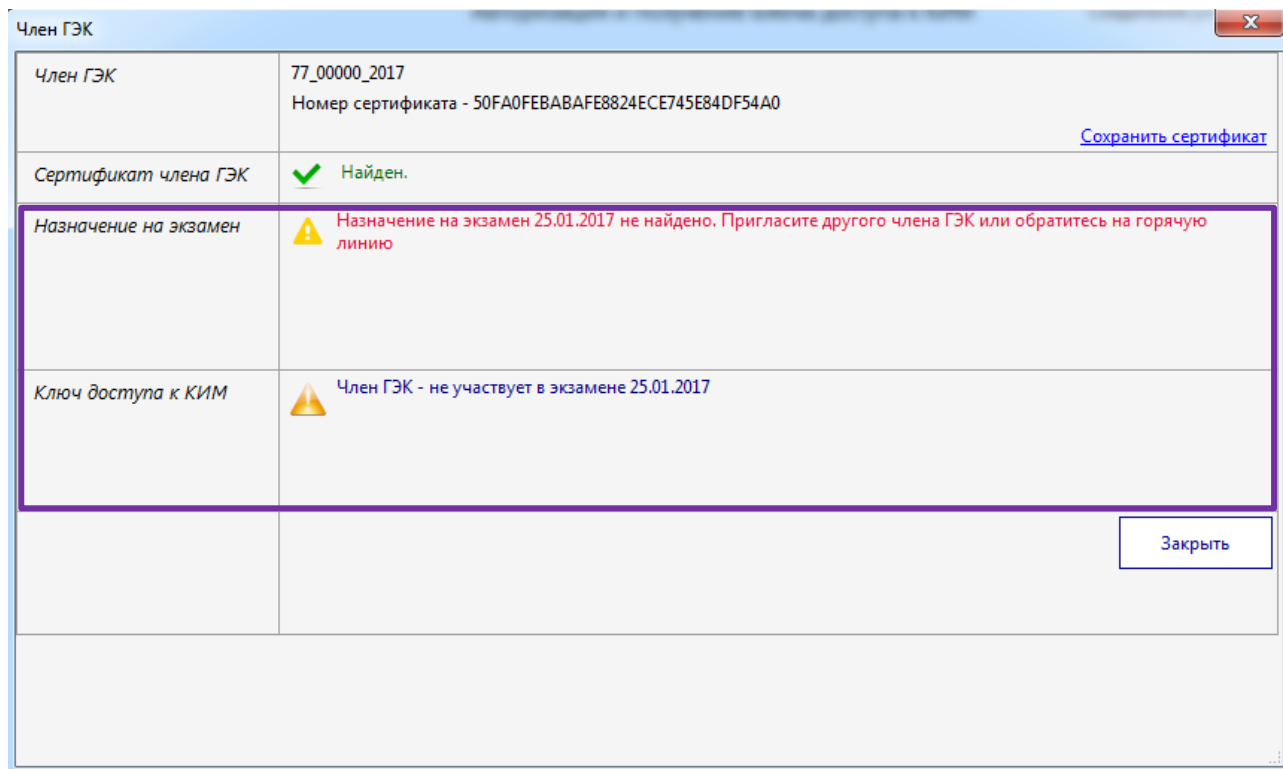 Член ГЭК
Член ГЭК
77_00000_2017
Номер сертификата - 50FA0FEBABAFE8824ECE745E84DF54A0
Сохранить сертификат
Сертификат члена ГЭК
Найден.
Назначение на экзамен
Назначение на экзамен 25.01.2017 не найдено. Пригласите другого члена ГЭК или обратитесь на горячую
линию
Ключ доступа к КИМ
Член ГЭК - не участвует в экзамене 25.01.2017
Закрыть